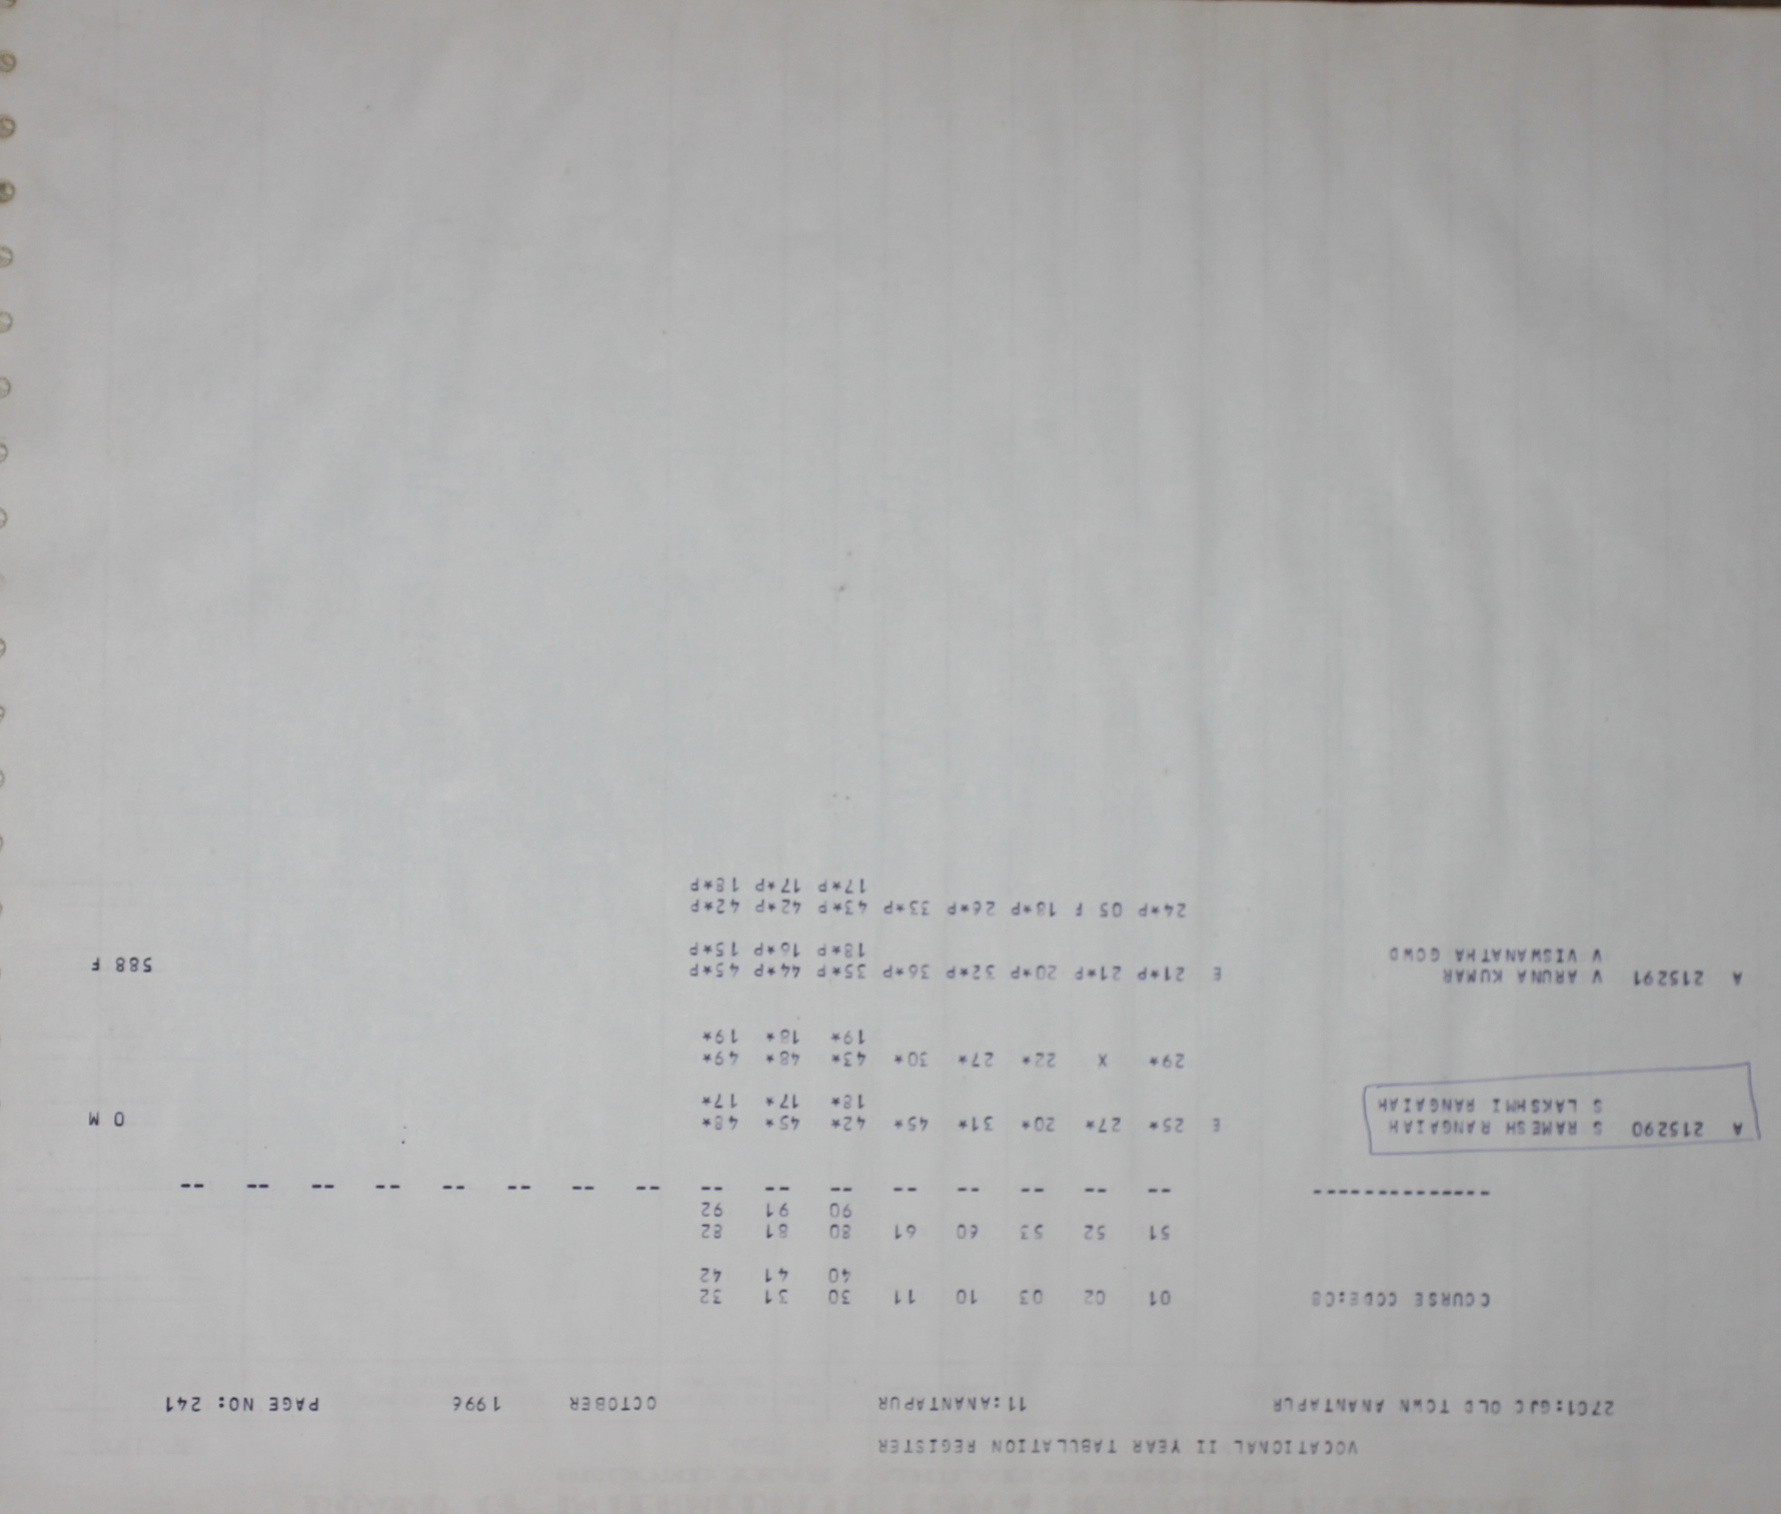 VOCATIONAL II YEAR TABULATION REGISTER
2701:GJC OLD TOWN ANANTAPUR 11:ANANTAPUR OCTOBER 1996 PAGE NO: 241
COURSE CODE:08 01 02 03 10 11 30 31 32
40 41 42
51 52 53 60 61 80 81 82
90 91 92
-------------- -- -- -- -- -- -- -- -- -- -- -- -- -- -- -- --
A 215290 S RAMESH RANGAIAH E 25* 27* 20* 31* 45* 42* 45* 48* 0 M
S LAKSHMI RANGAIAH 18* 17* 17*
29* X 22* 27* 30* 43* 48* 49*
19* 18* 19*
A 215291 V ARUNA KUMAR E 21*P 21*P 20*P 32*P 36*P 35*P 44*P 45*P 588 F
V VISWANATHA GOWD 18*P 16*P 15*P
24*P 05 F 18*P 26*P 33*P 43*P 42*P 42*P
17*P 17*P 18*P